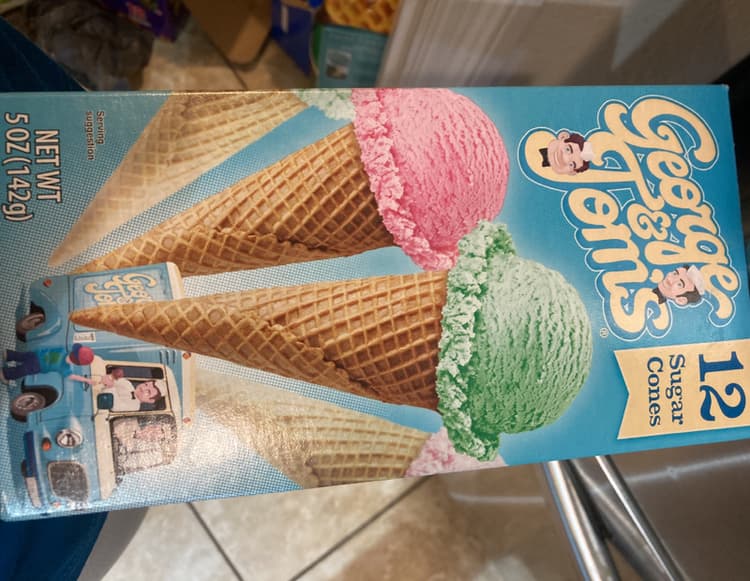 George
&
Tom's
®
12
Sugar
Cones
Serving
suggestion
NET WT
5 OZ (142g)